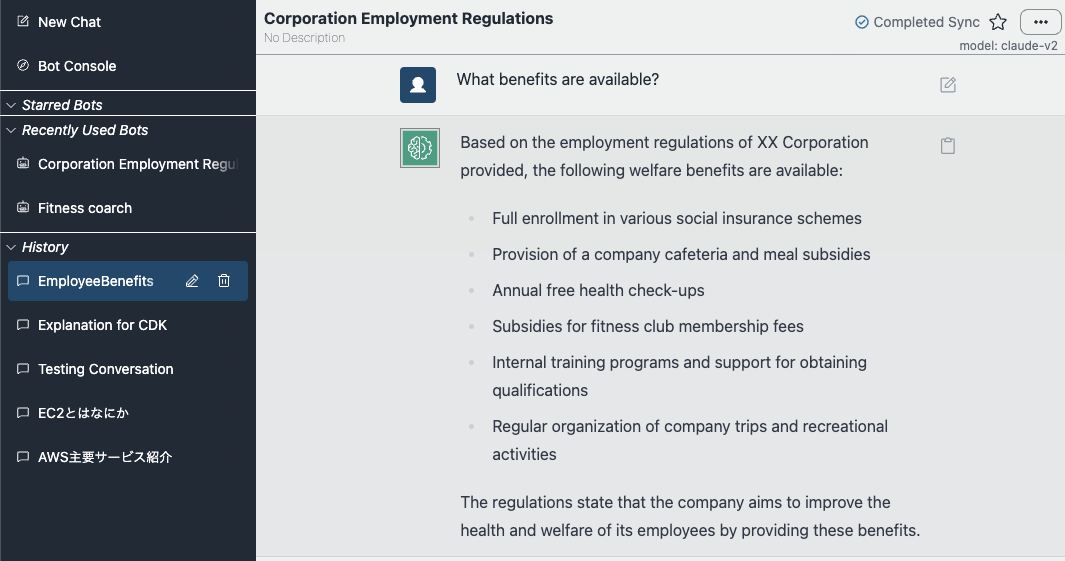 New Chat
Bot Console
Starred Bots
Recently Used Bots
Corporation Employment Regul
Fitness coarch
History
EmployeeBenefits
Explanation for CDK
Testing Conversation
EC2とはなにか
AWS主要サービス紹介
Corporation Employment Regulations
No Description
Completed Sync
model: claude-v2
What benefits are available?
Based on the employment regulations of XX Corporation
provided, the following welfare benefits are available:
Full enrollment in various social insurance schemes
Provision of a company cafeteria and meal subsidies
Annual free health check-ups
Subsidies for fitness club membership fees
Internal training programs and support for obtaining
qualifications
Regular organization of company trips and recreational
activities
The regulations state that the company aims to improve the
health and welfare of its employees by providing these benefits.